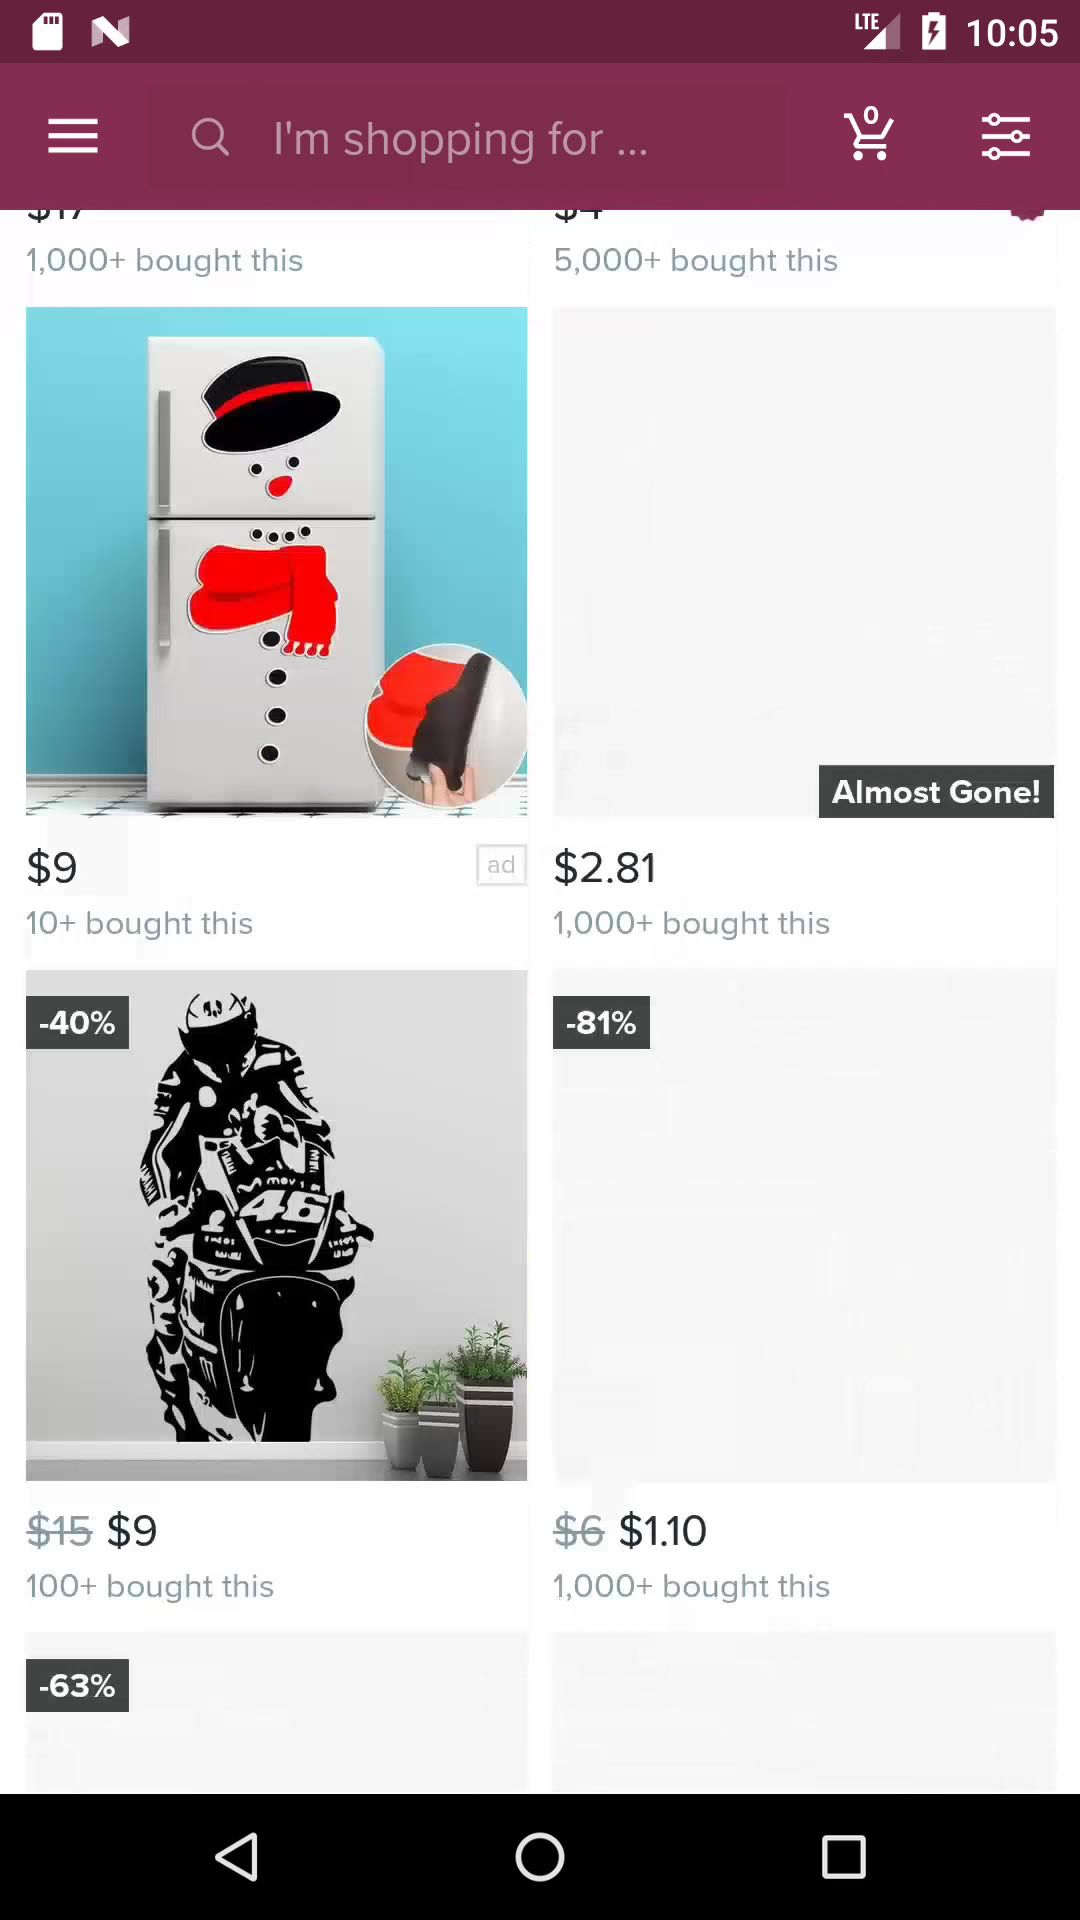 LTE
10:05
0
I'm shopping for ...
$17
$4
1,000+ bought this
5,000+ bought this
Almost Gone!
$9
ad
$2.81
10+ bought this
1,000+ bought this
-40%
-81%
46
$15 $9
$6 $1.10
100+ bought this
1,000+ bought this
-63%